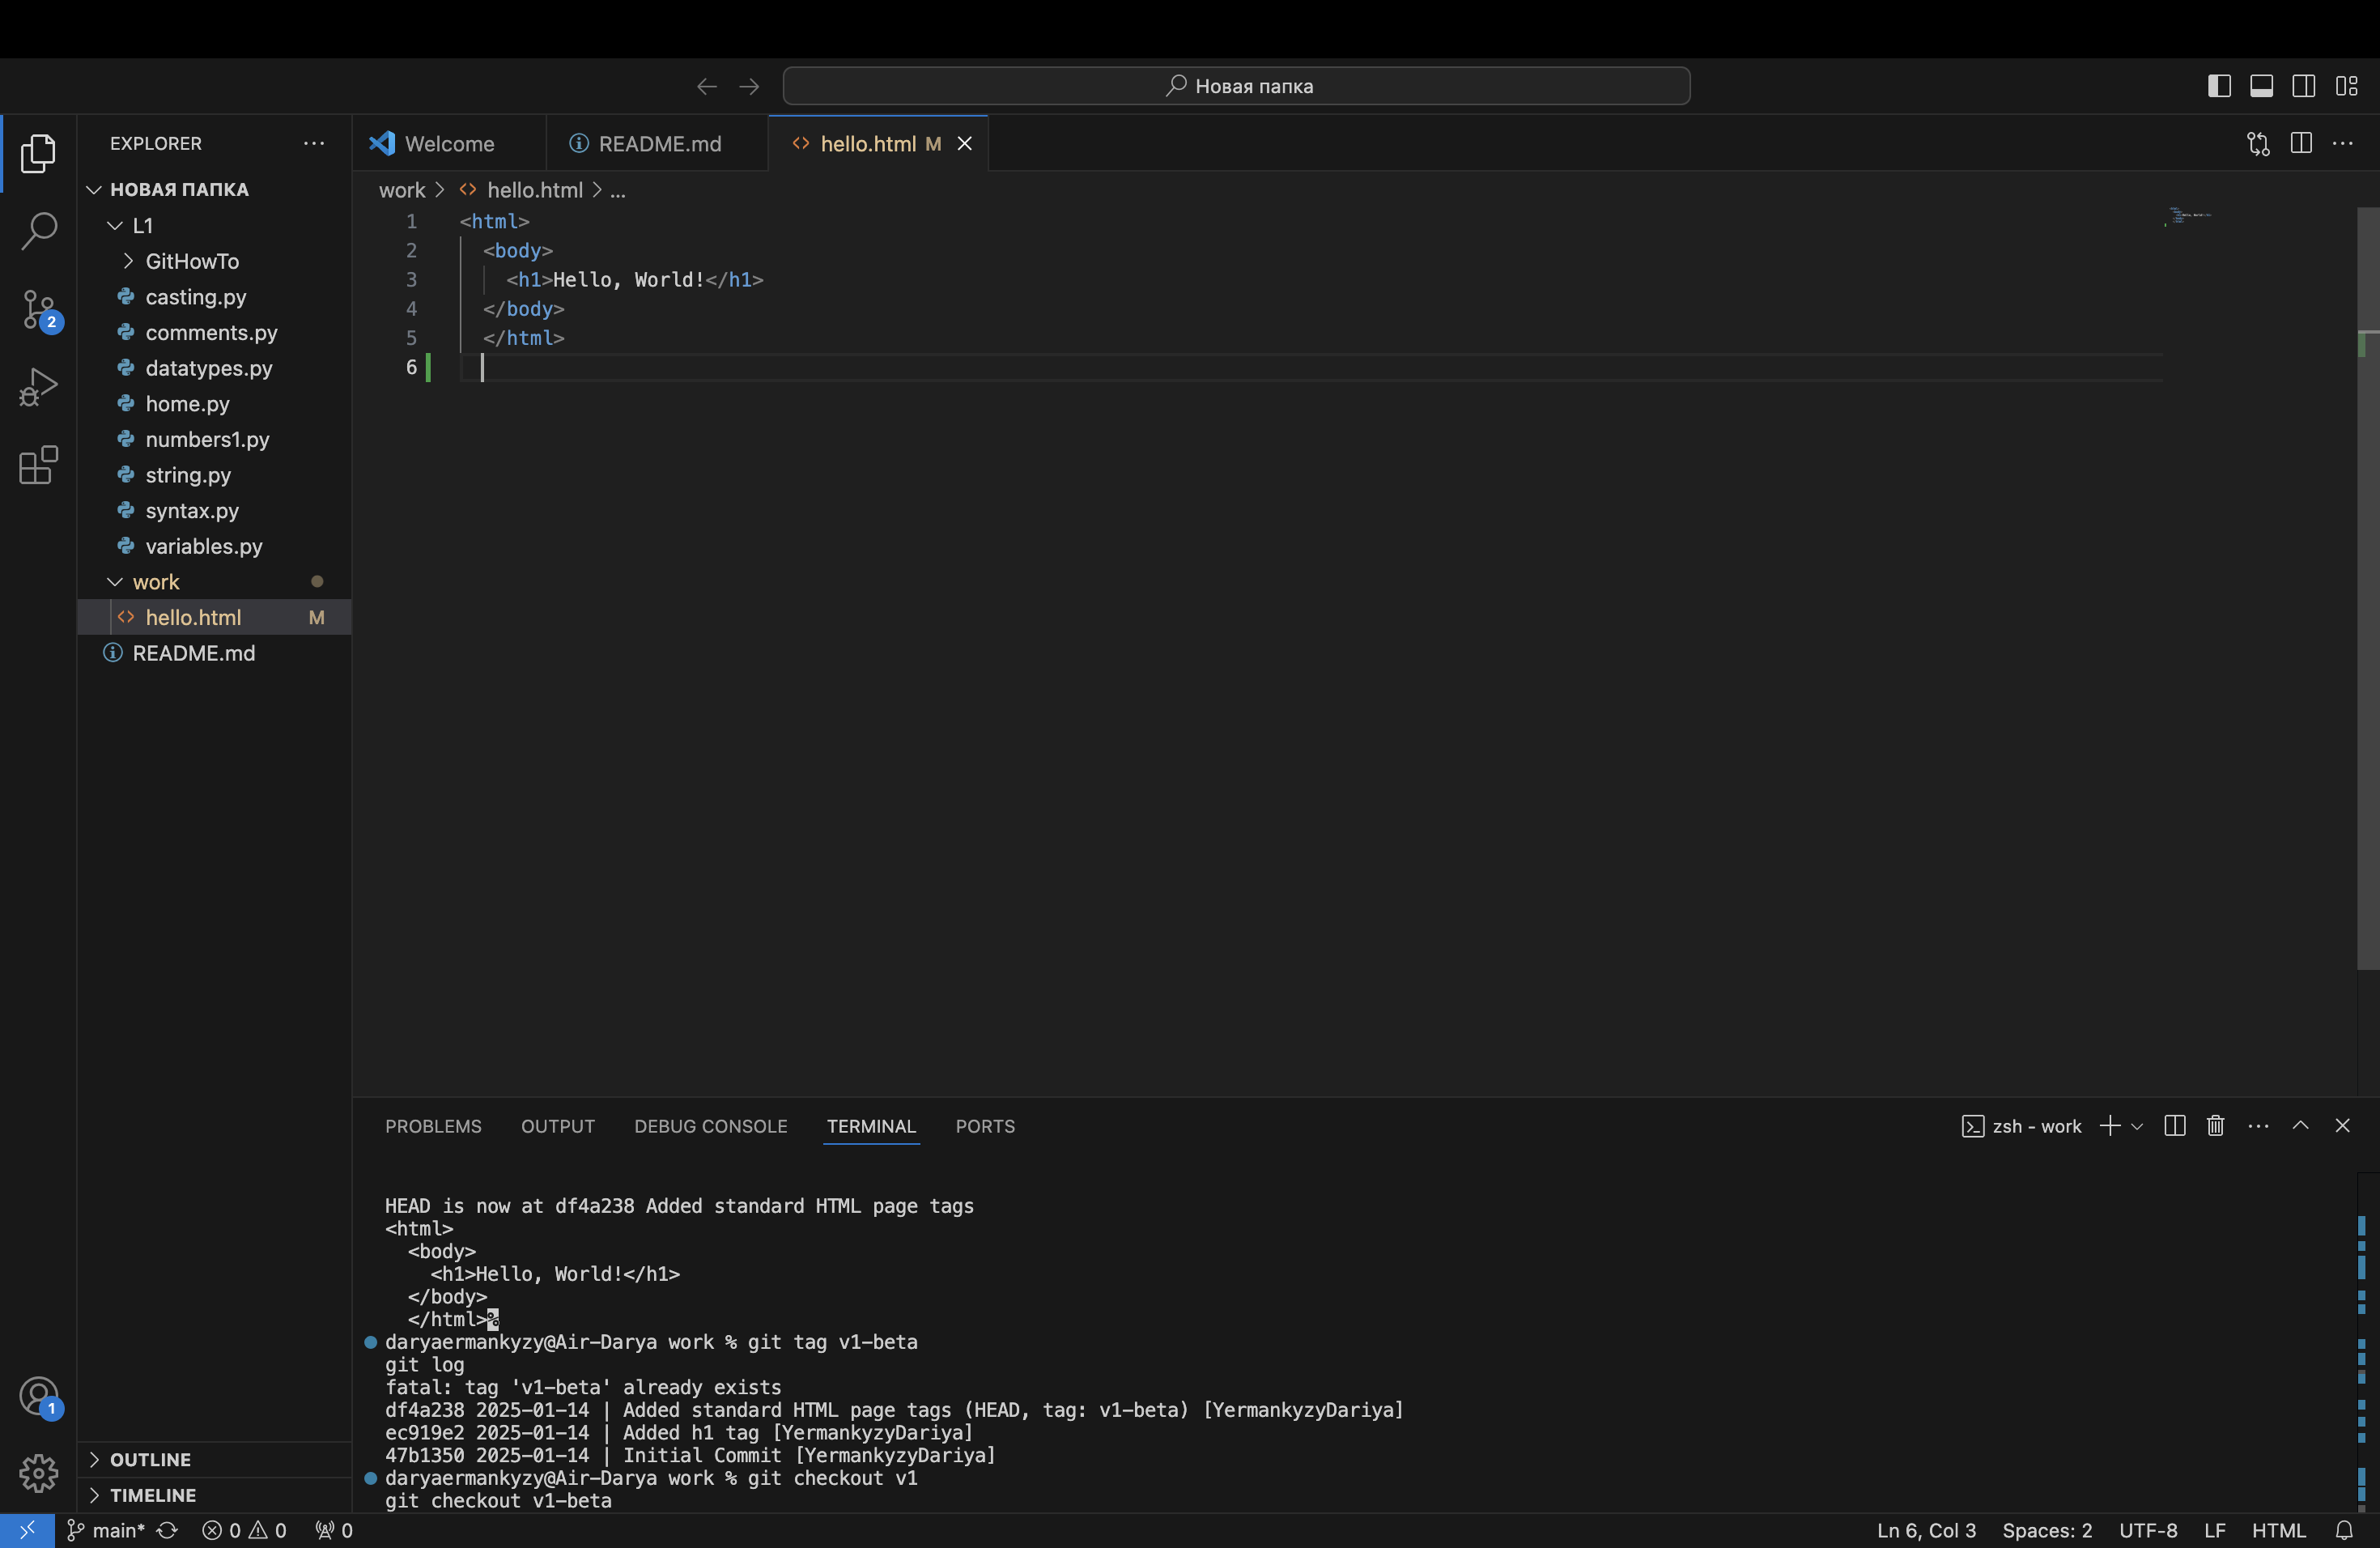 Новая папка
EXPLORER
Welcome
README.md
hello.html M
НОВАЯ ПАПКА
work > hello.html > ...
L1
GitHowTo
casting.py
comments.py
datatypes.py
home.py
numbers1.py
string.py
syntax.py
variables.py
work
hello.html M
README.md
2
1 <html>
2 <body>
3 <h1>Hello, World!</h1>
4 </body>
5 </html>
6
PROBLEMS OUTPUT DEBUG CONSOLE TERMINAL PORTS
zsh - work
HEAD is now at df4a238 Added standard HTML page tags
<html>
<body>
<h1>Hello, World!</h1>
</body>
</html>%
daryaermankyzy@Air-Darya work % git tag v1-beta
git log
fatal: tag 'v1-beta' already exists
df4a238 2025-01-14 | Added standard HTML page tags (HEAD, tag: v1-beta) [YermankyzyDariya]
ec919e2 2025-01-14 | Added h1 tag [YermankyzyDariya]
47b1350 2025-01-14 | Initial Commit [YermankyzyDariya]
daryaermankyzy@Air-Darya work % git checkout v1
git checkout v1-beta
1
OUTLINE
TIMELINE
main* 0 0 0
Ln 6, Col 3 Spaces: 2 UTF-8 LF HTML